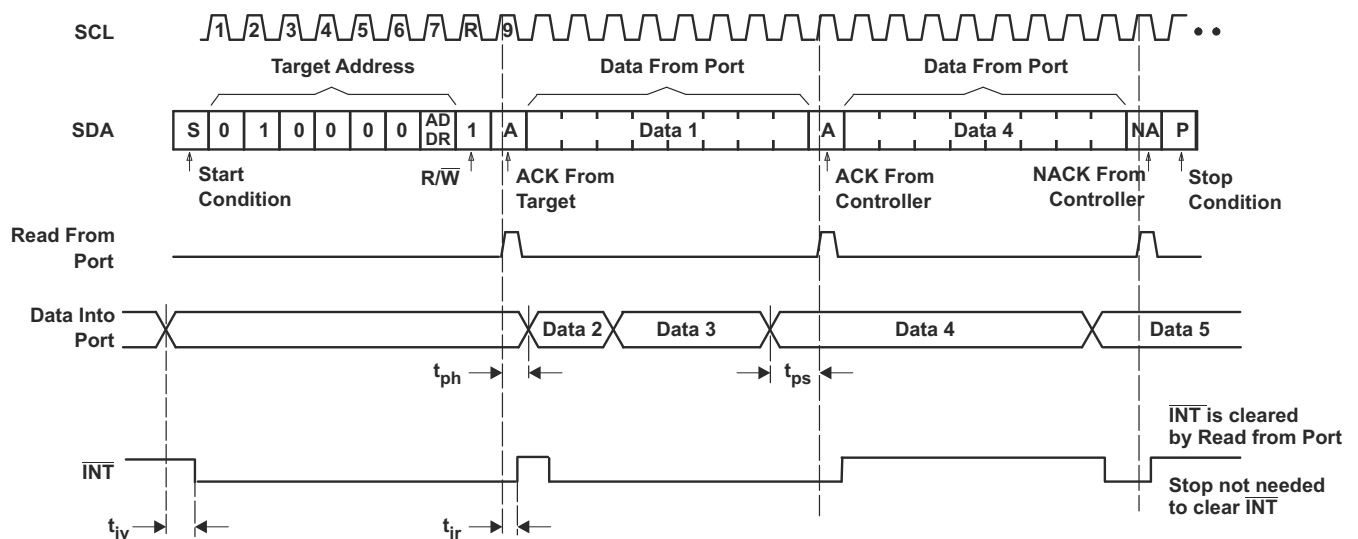 SCL
1 2 3 4 5 6 7 R 9
Target Address
Data From Port
Data From Port
SDA
S 0 1 0 0 0 0 AD DR 1 A Data 1 A Data 4 NA P
Start
Condition
R/W
ACK From
Target
ACK From
Controller
NACK From
Controller
Stop
Condition
Read From
Port
Data Into
Port
Data 2
Data 3
Data 4
Data 5
tph
tps
INT is cleared
by Read from Port
INT
Stop not needed
to clear INT
tiv
tir